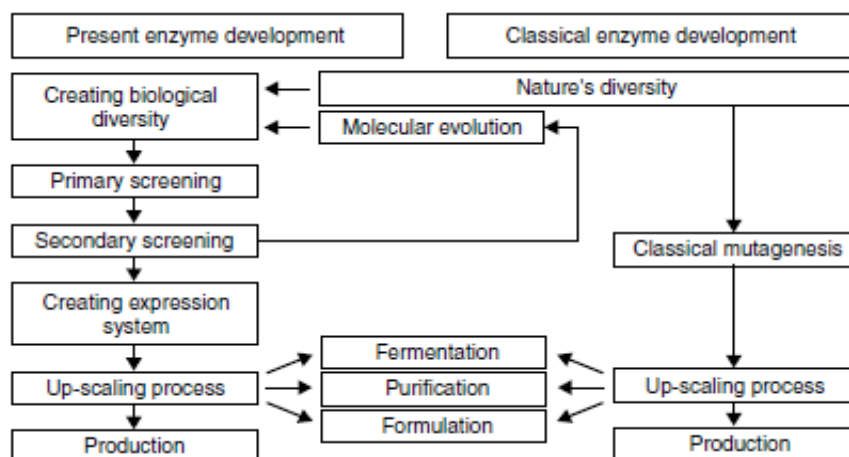 Present enzyme development
Classical enzyme development
Nature's diversity
Creating biological
diversity
Molecular evolution
Primary screening
Secondary screening
Classical mutagenesis
Creating expression
system
Fermentation
Up-scaling process
Purification
Up-scaling process
Formulation
Production
Production